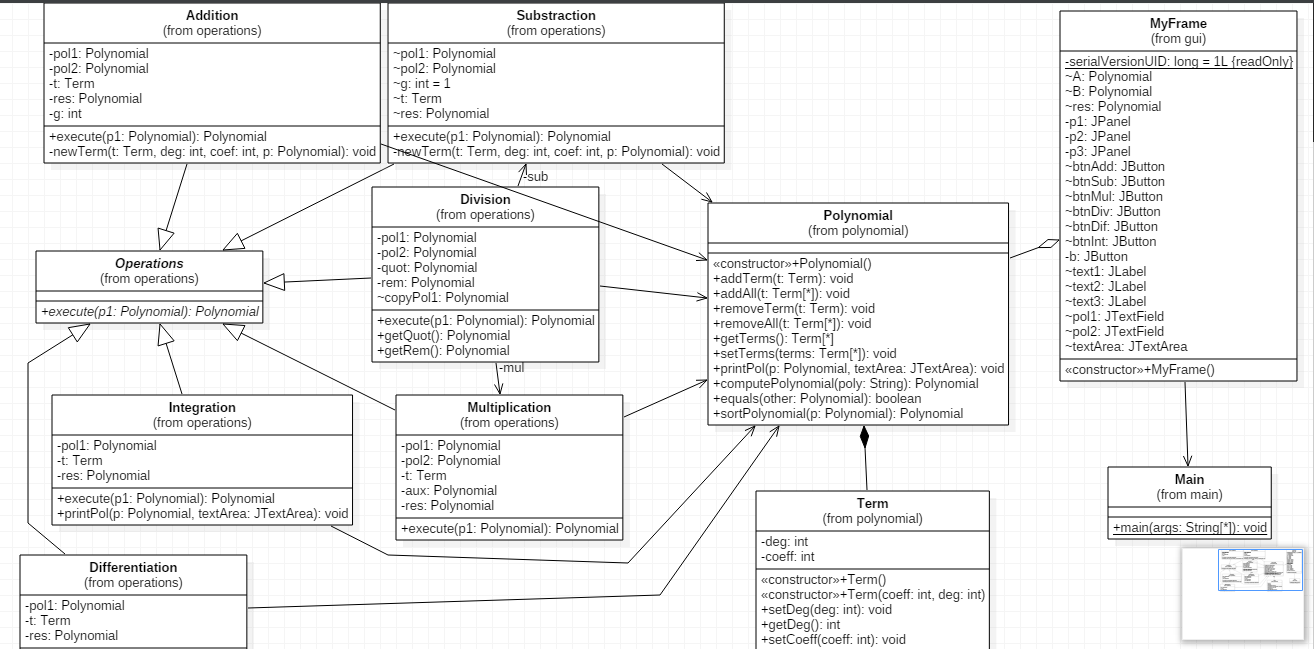 Addition
(from operations)
-pol1: Polynomial
-pol2: Polynomial
-t: Term
-res: Polynomial
-g: int
+execute(p1: Polynomial): Polynomial
-newTerm(t: Term, deg: int, coef: int, p: Polynomial): void
Substraction
(from operations)
~pol1: Polynomial
~pol2: Polynomial
~g: int = 1
~t: Term
~res: Polynomial
+execute(p1: Polynomial): Polynomial
-newTerm(t: Term, deg: int, coef: int, p: Polynomial): void
MyFrame
(from gui)
-serialVersionUID: long = 1L {readOnly}
~A: Polynomial
~B: Polynomial
~res: Polynomial
-p1: JPanel
-p2: JPanel
-p3: JPanel
~btnAdd: JButton
~btnSub: JButton
~btnMul: JButton
~btnDiv: JButton
~btnDif: JButton
~btnInt: JButton
-b: JButton
~text1: JLabel
~text2: JLabel
~text3: JLabel
~pol1: JTextField
~pol2: JTextField
~textArea: JTextArea
«constructor»+MyFrame()
-sub
Division
(from operations)
-pol1: Polynomial
-pol2: Polynomial
-quot: Polynomial
-rem: Polynomial
~copyPol1: Polynomial
+execute(p1: Polynomial): Polynomial
+getQuot(): Polynomial
+getRem(): Polynomial
-mul
Operations
(from operations)
+execute(p1: Polynomial): Polynomial
Polynomial
(from polynomial)
«constructor»+Polynomial()
+addTerm(t: Term): void
+addAll(t: Term[*]): void
+removeTerm(t: Term): void
+removeAll(t: Term[*]): void
+getTerms(): Term[*]
+setTerms(terms: Term[*]): void
+printPol(p: Polynomial, textArea: JTextArea): void
+computePolynomial(poly: String): Polynomial
+equals(other: Polynomial): boolean
+sortPolynomial(p: Polynomial): Polynomial
Integration
(from operations)
-pol1: Polynomial
-t: Term
-res: Polynomial
+execute(p1: Polynomial): Polynomial
+printPol(p: Polynomial, textArea: JTextArea): void
Multiplication
(from operations)
-pol1: Polynomial
-pol2: Polynomial
-t: Term
-aux: Polynomial
-res: Polynomial
+execute(p1: Polynomial): Polynomial
Main
(from main)
+main(args: String[*]): void
Term
(from polynomial)
-deg: int
-coeff: int
«constructor»+Term()
«constructor»+Term(coeff: int, deg: int)
+setDeg(deg: int): void
+getDeg(): int
+setCoeff(coeff: int): void
Differentiation
(from operations)
-pol1: Polynomial
-t: Term
-res: Polynomial